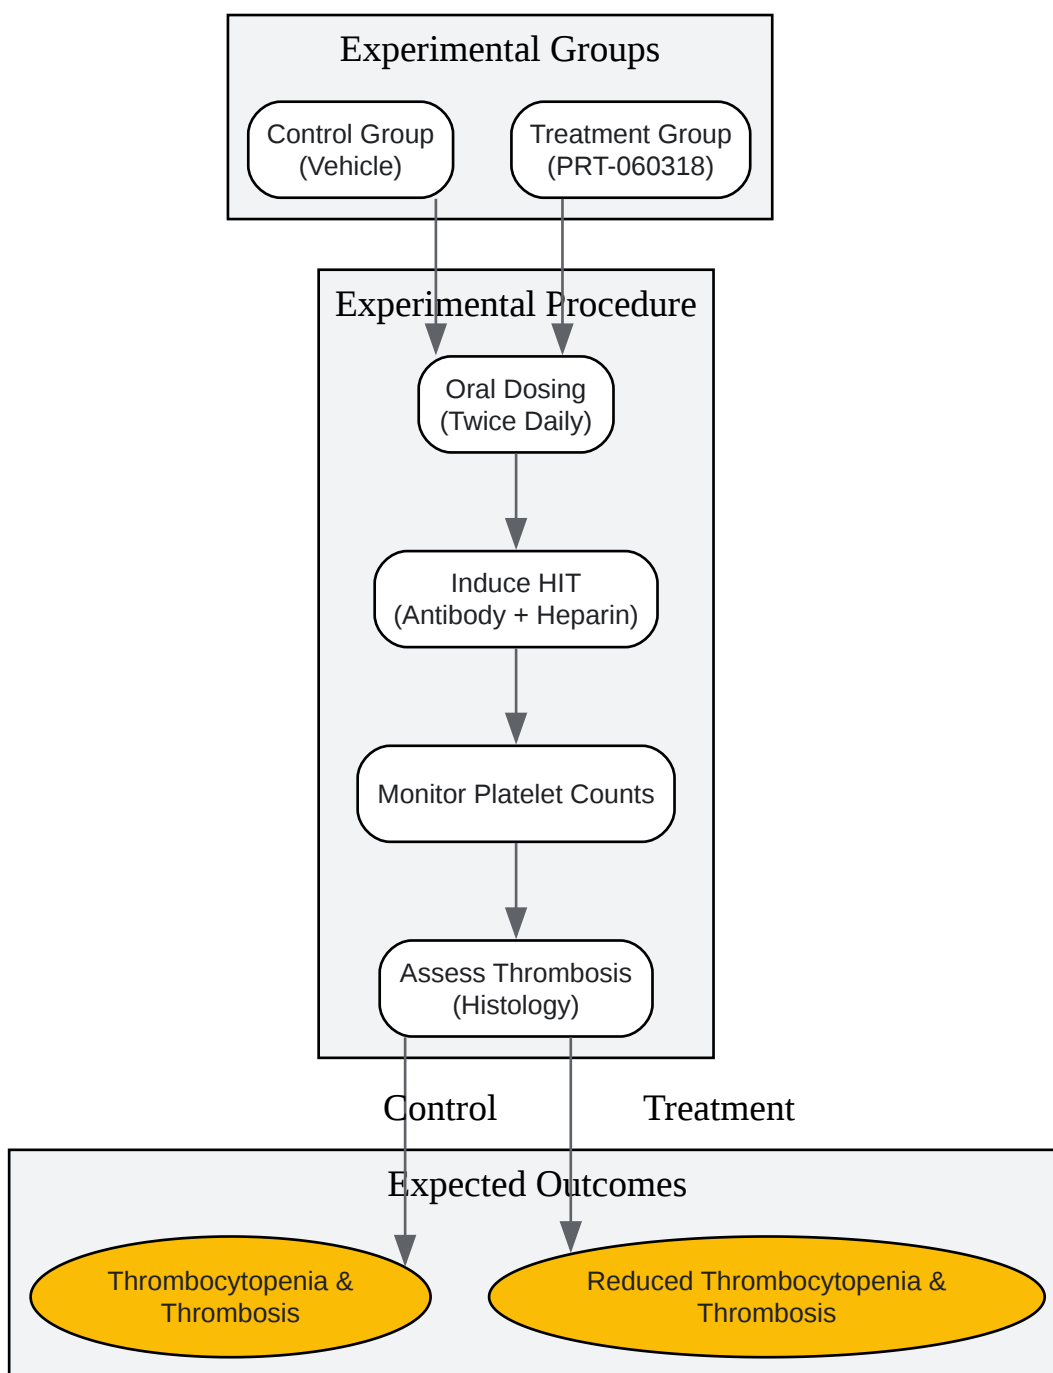 Experimental Groups
Control Group
(Vehicle)
Treatment Group
(PRT-060318)
Experimental Procedure
Oral Dosing
(Twice Daily)
Induce HIT
(Antibody + Heparin)
Monitor Platelet Counts
Assess Thrombosis
(Histology)
Control
Treatment
Expected Outcomes
Thrombocytopenia &
Thrombosis
Reduced Thrombocytopenia &
Thrombosis